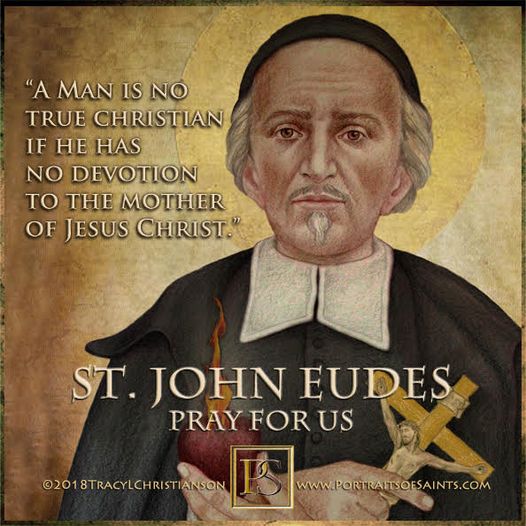 “A Man is no
true christian
if he has
no devotion
to the mother
of Jesus Christ.”
St. John Eudes
pray for us
©2018TracyLChristianson PS www.PortraitsofSaints.com